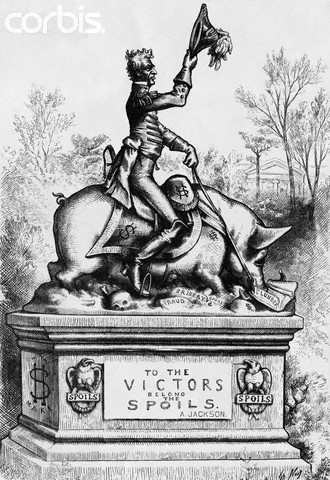 corbis.
$
$
BRIBERY
FRAUD
PLUNDER
$
TO THE
VICTORS
BELONG
THE
SPOILS.
A. JACKSON.
SPOILS
SPOILS